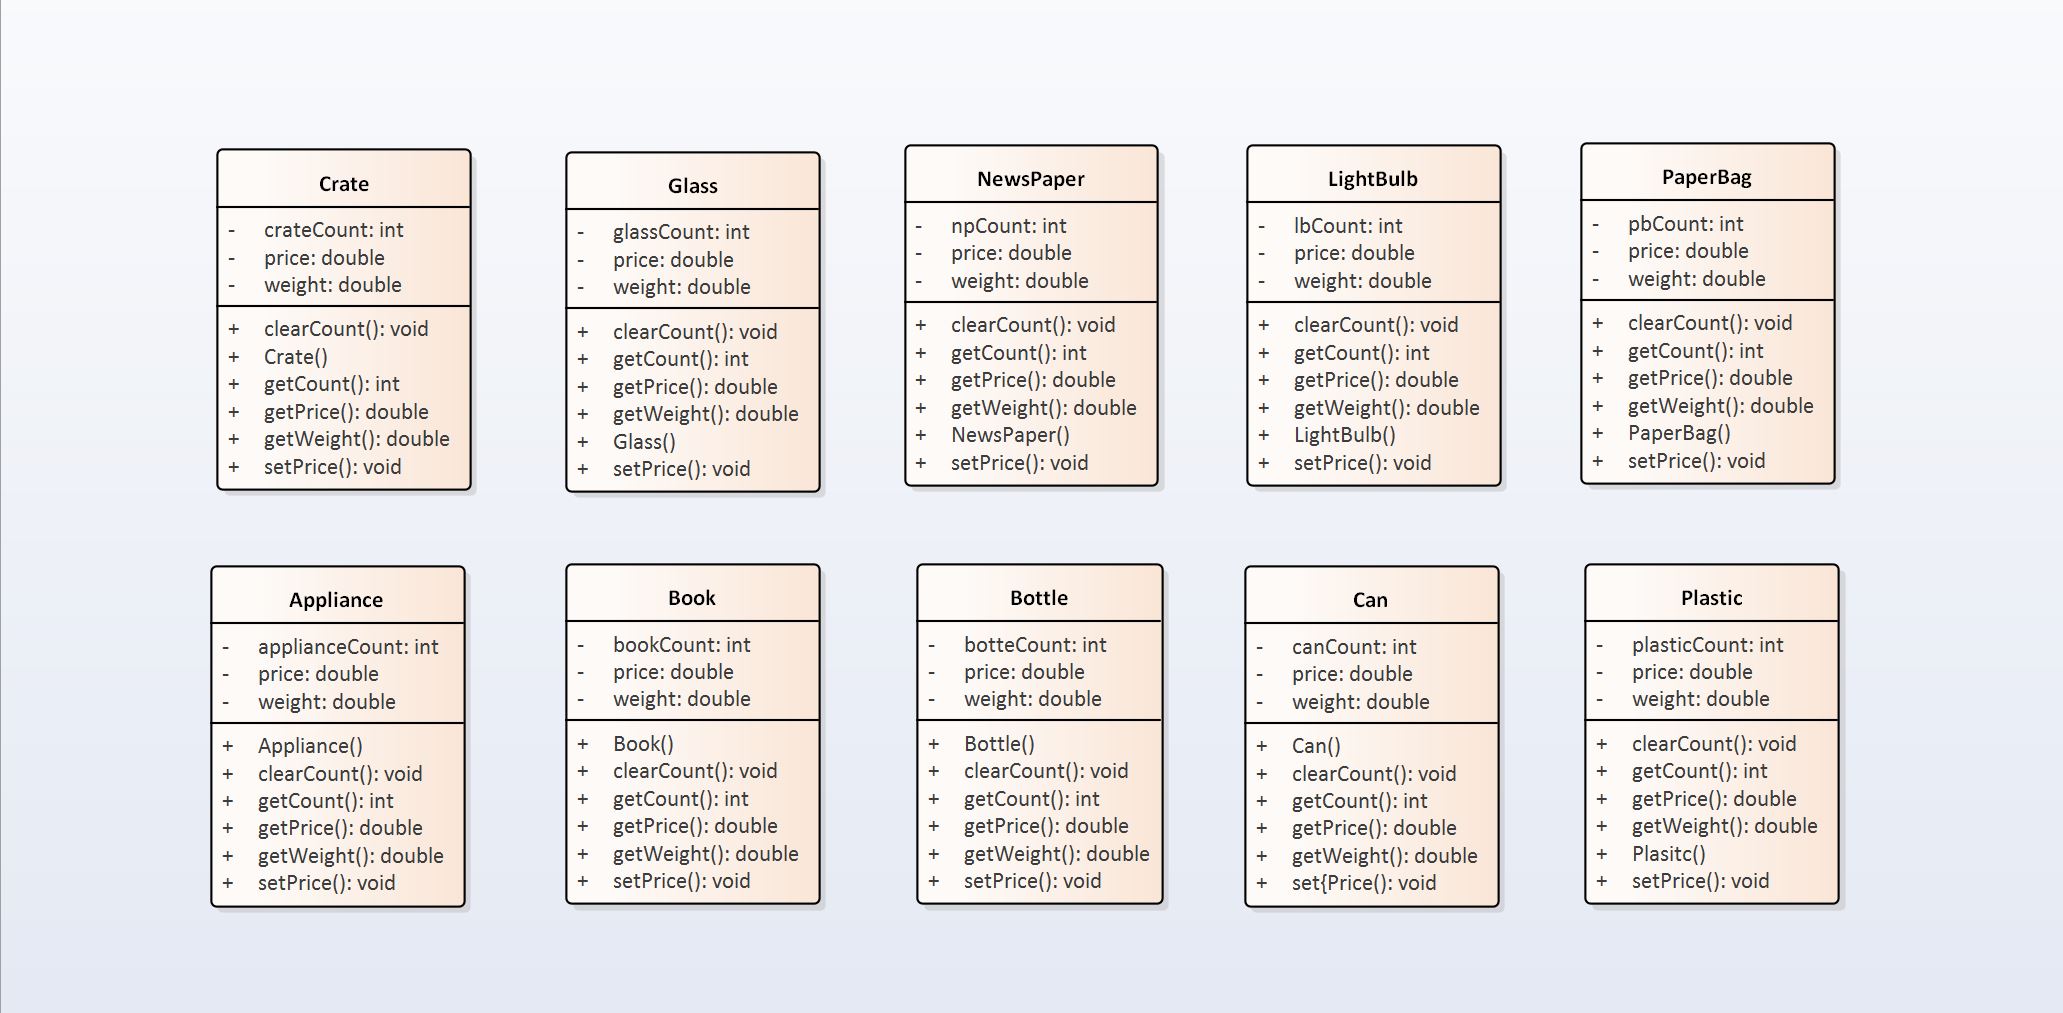 Crate
- crateCount: int
- price: double
- weight: double
+ clearCount(): void
+ Crate()
+ getCount(): int
+ getPrice(): double
+ getWeight(): double
+ setPrice(): void
Glass
- glassCount: int
- price: double
- weight: double
+ clearCount(): void
+ getCount(): int
+ getPrice(): double
+ getWeight(): double
+ Glass()
+ setPrice(): void
NewsPaper
- npCount: int
- price: double
- weight: double
+ clearCount(): void
+ getCount(): int
+ getPrice(): double
+ getWeight(): double
+ NewsPaper()
+ setPrice(): void
LightBulb
- lbCount: int
- price: double
- weight: double
+ clearCount(): void
+ getCount(): int
+ getPrice(): double
+ getWeight(): double
+ LightBulb()
+ setPrice(): void
PaperBag
- pbCount: int
- price: double
- weight: double
+ clearCount(): void
+ getCount(): int
+ getPrice(): double
+ getWeight(): double
+ PaperBag()
+ setPrice(): void
Appliance
- applianceCount: int
- price: double
- weight: double
+ Appliance()
+ clearCount(): void
+ getCount(): int
+ getPrice(): double
+ getWeight(): double
+ setPrice(): void
Book
- bookCount: int
- price: double
- weight: double
+ Book()
+ clearCount(): void
+ getCount(): int
+ getPrice(): double
+ getWeight(): double
+ setPrice(): void
Bottle
- botteCount: int
- price: double
- weight: double
+ Bottle()
+ clearCount(): void
+ getCount(): int
+ getPrice(): double
+ getWeight(): double
+ setPrice(): void
Can
- canCount: int
- price: double
- weight: double
+ Can()
+ clearCount(): void
+ getCount(): int
+ getPrice(): double
+ getWeight(): double
+ set{Price(): void
Plastic
- plasticCount: int
- price: double
- weight: double
+ clearCount(): void
+ getCount(): int
+ getPrice(): double
+ getWeight(): double
+ Plasitc()
+ setPrice(): void